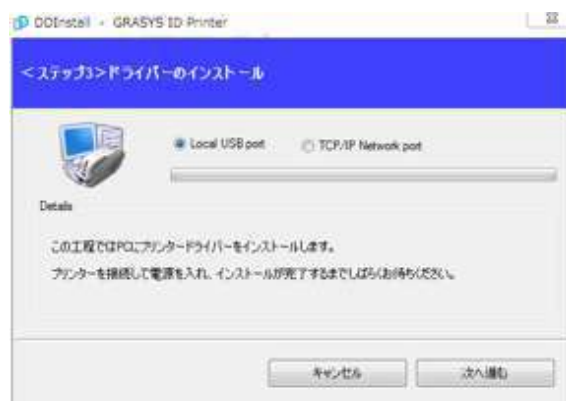 DDInstall - GRASYS ID Printer
<ステップ3>ドライバーのインストール
Local USB port
TCP/IP Network port
Details
この工程ではPCにプリンタードライバーをインストールします。
プリンターを接続して電源を入れ、インストールが完了するまでしばらくお待ちください。
キャンセル
次へ進む